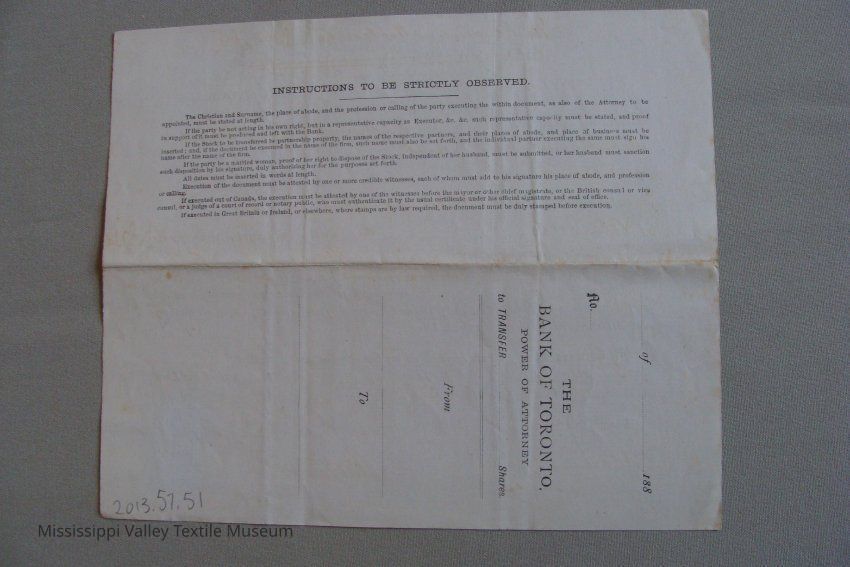 INSTRUCTIONS TO BE STRICTLY OBSERVED.
The Christian and Surname, the place of abode, and the profession or calling of the party executing the within document, as also of the Attorney to be
appointed, must be stated at length.
If the party be not acting in his own right, but in a representative capacity as Executor, &c. &c. such representative capacity must be stated, and proof
in support of it must be produced and left with the Bank.
If the Stock to be transferred be partnership property, the names of the respective partners, and their places of abode, and place of business must be
inserted; and, if the document be executed in the name of the firm, such name must also be set forth, and the individual partner executing the same must sign his
name after the name of the firm.
If the party be a married woman, proof of her right to dispose of the Stock, independent of her husband, must be submitted, or her husband must sanction
such disposition by his signature, duly authorizing her for the purposes set forth.
All dates must be inserted in words at length.
Execution of the document must be attested by one or more credible witnesses, each of whom must add to his signature his place of abode, and profession
or calling.
If executed out of Canada, the execution must be attested by one of the witnesses before the mayor or other chief magistrate, or the British consul or vice
consul, or a judge of a court of record or notary public, who must authenticate it by the usual certificate under his official signature and seal of office.
If executed in Great Britain or Ireland, or elsewhere, where stamps are by law required, the document must be duly stamped before execution.
of 188
No.
THE
BANK OF TORONTO.
POWER OF ATTORNEY
to TRANSFER Shares.
From
To
2013.57.51
Mississippi Valley Textile Museum